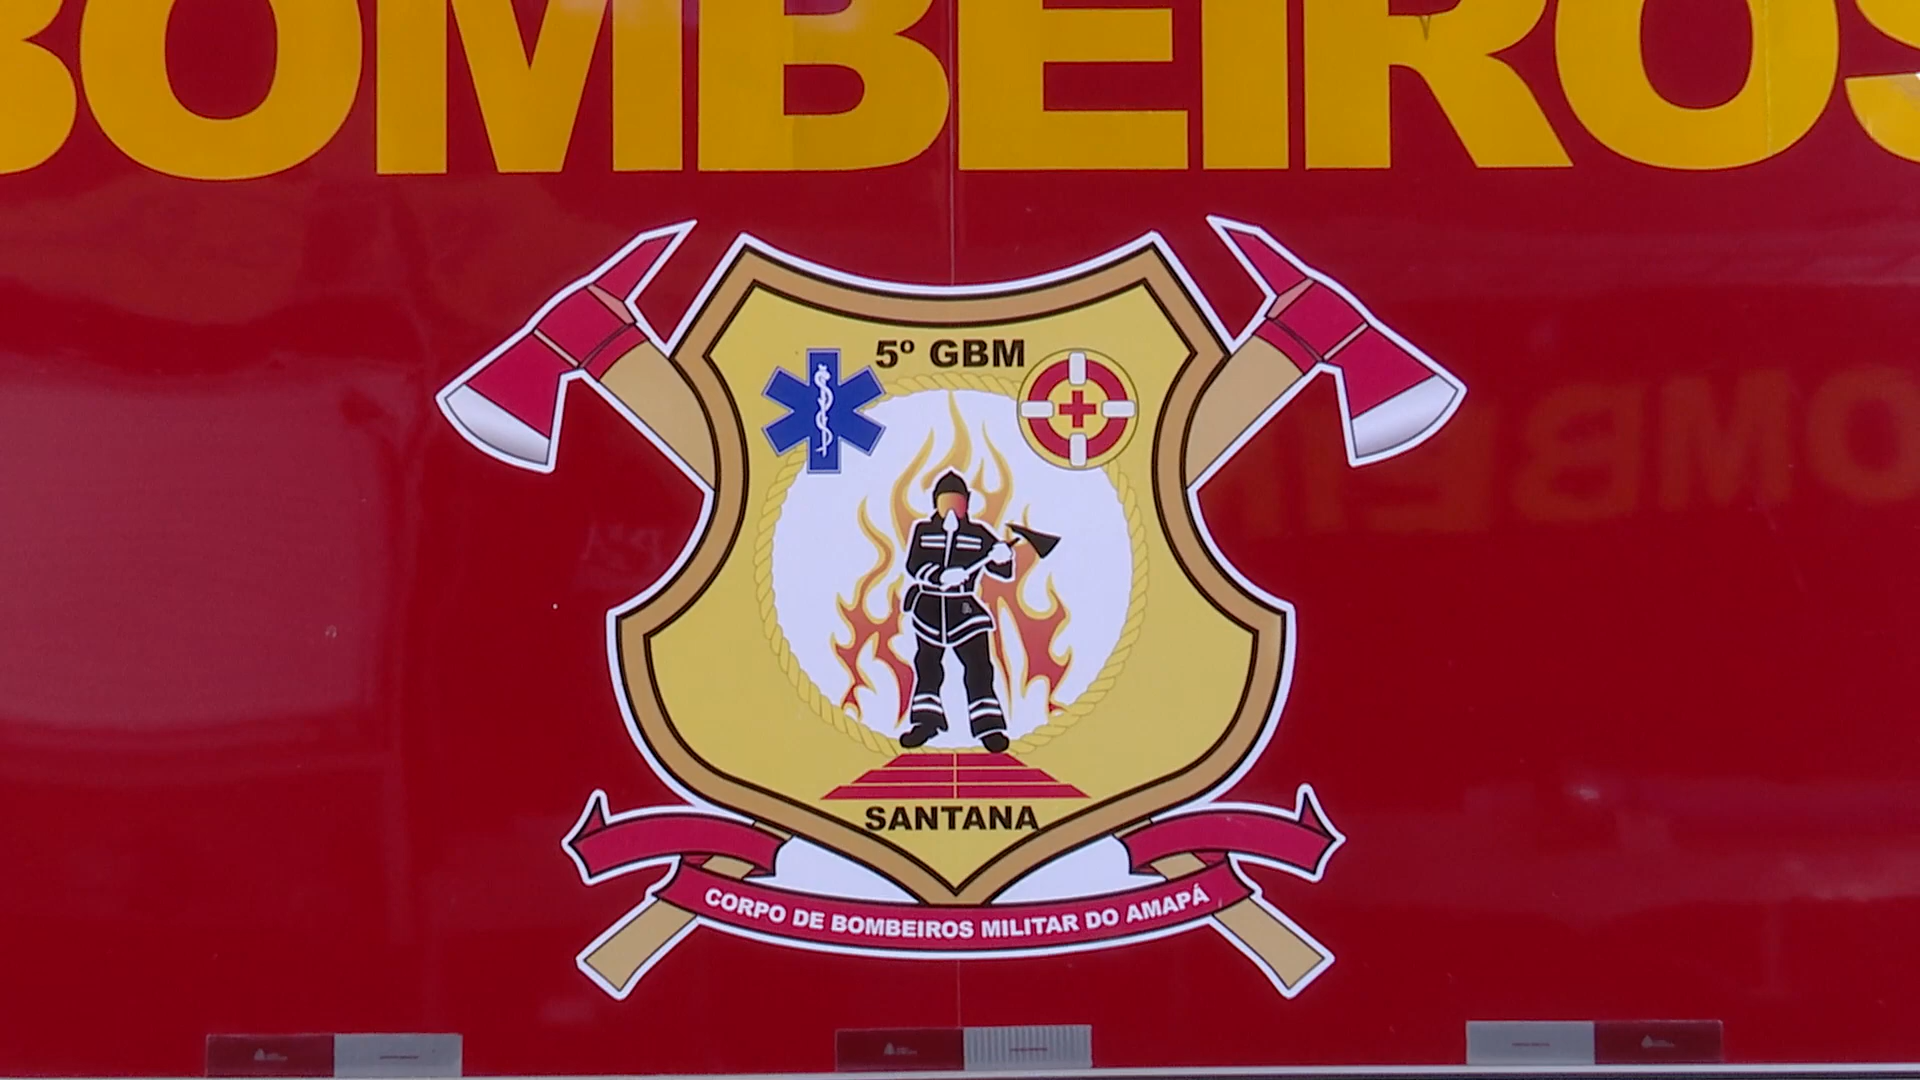 BOMBEIROS
5º GBM
SANTANA
CORPO DE BOMBEIROS MILITAR DO AMAPÁ